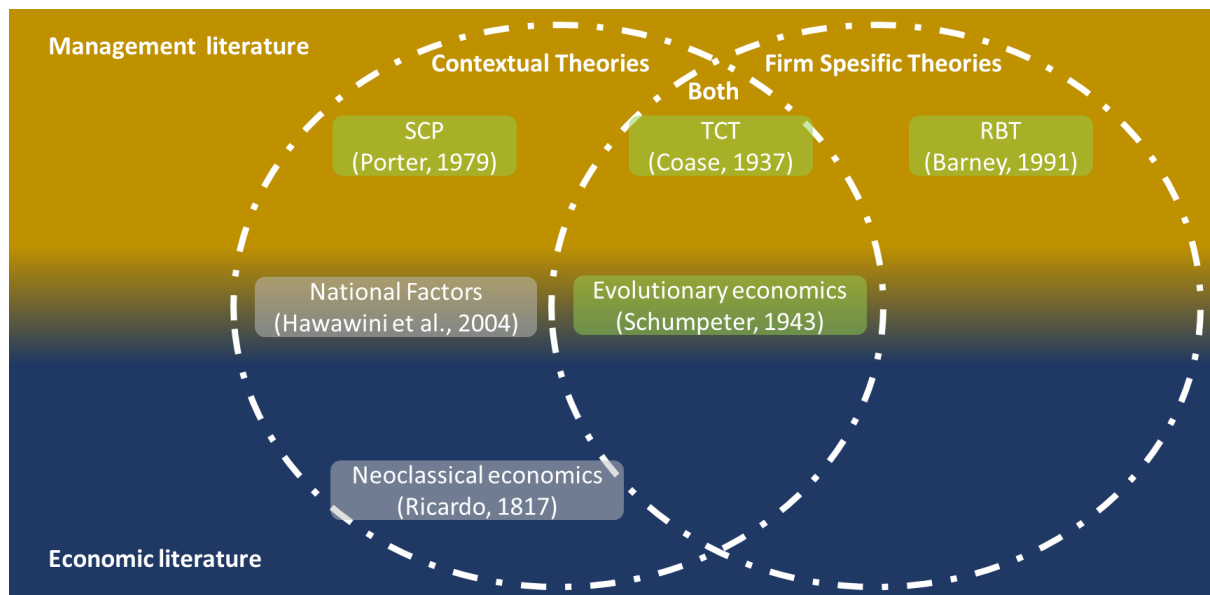 Management literature
Contextual Theories
Firm Spesific Theories
Both
SCP
(Porter, 1979)
TCT
(Coase, 1937)
RBT
(Barney, 1991)
National Factors
(Hawawini et al., 2004)
Evolutionary economics
(Schumpeter, 1943)
Neoclassical economics
(Ricardo, 1817)
Economic literature